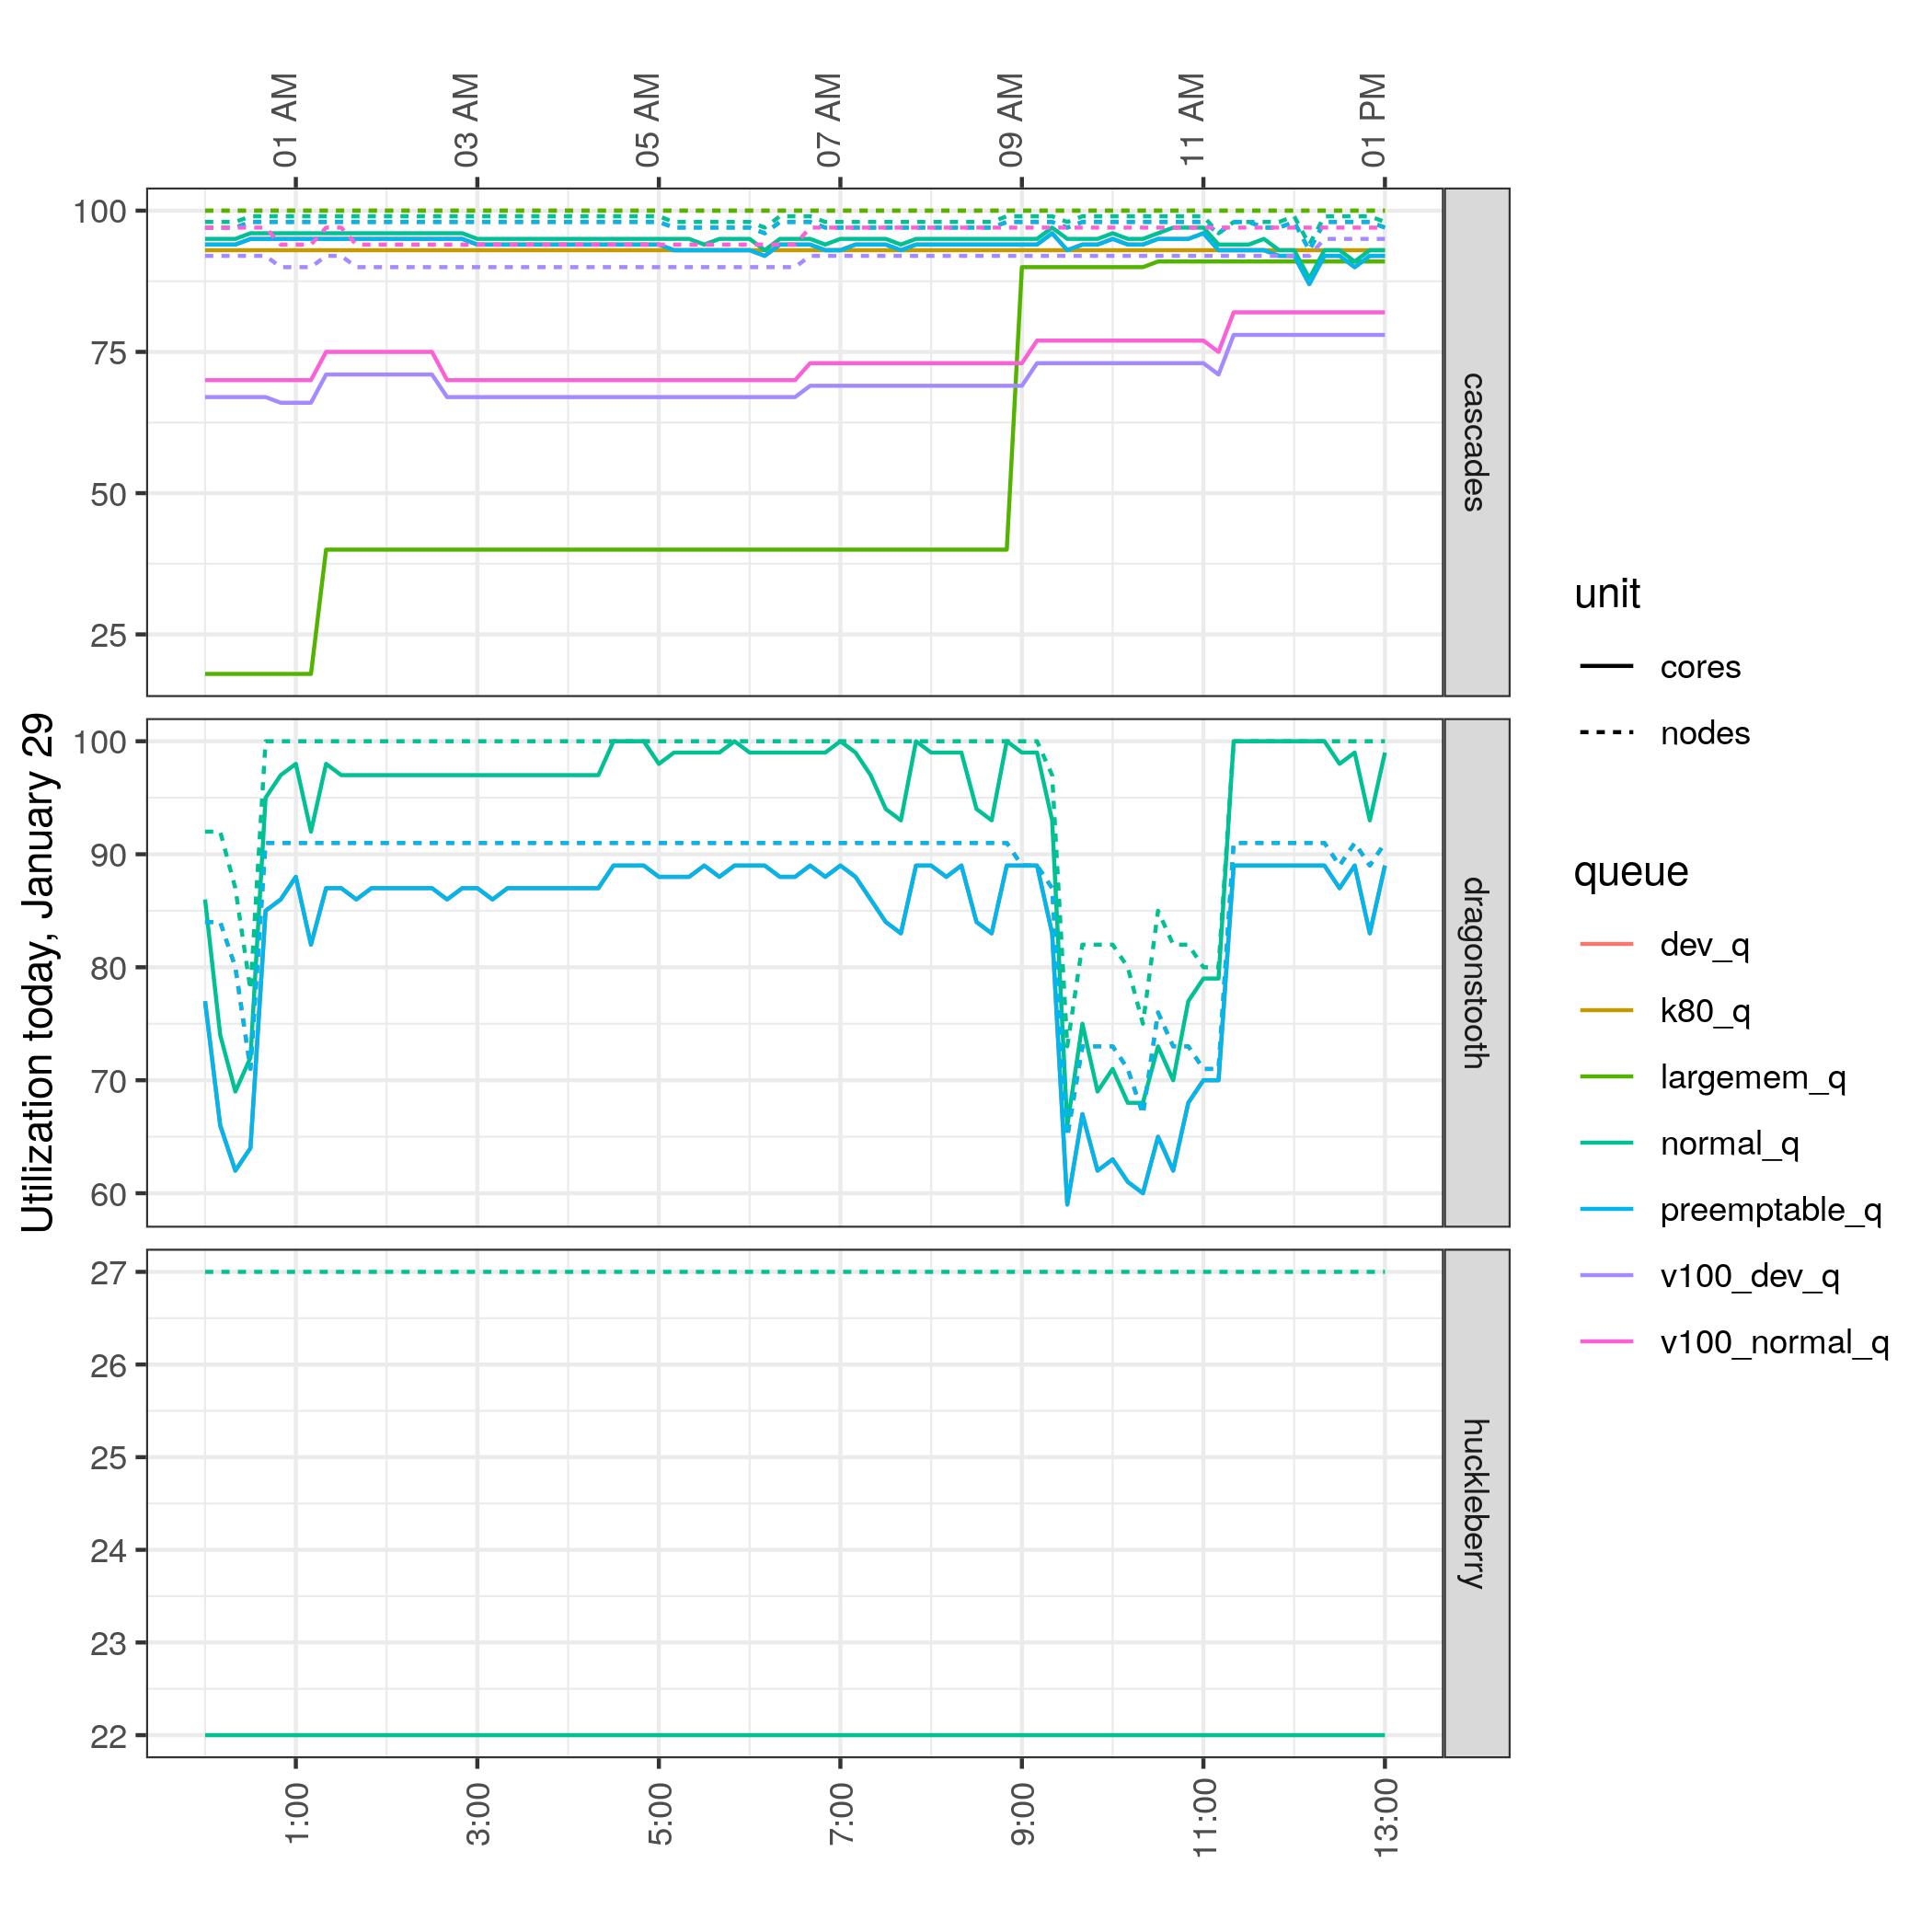 01 AM
03 AM
05 AM
07 AM
09 AM
11 AM
01 PM
Utilization today, January 29
100
75
50
25
cascades
100
90
80
70
60
dragonstooth
27
26
25
24
23
22
huckleberry
1:00
3:00
5:00
7:00
9:00
11:00
13:00
unit
cores
nodes
queue
dev_q
k80_q
largemem_q
normal_q
preemptable_q
v100_dev_q
v100_normal_q